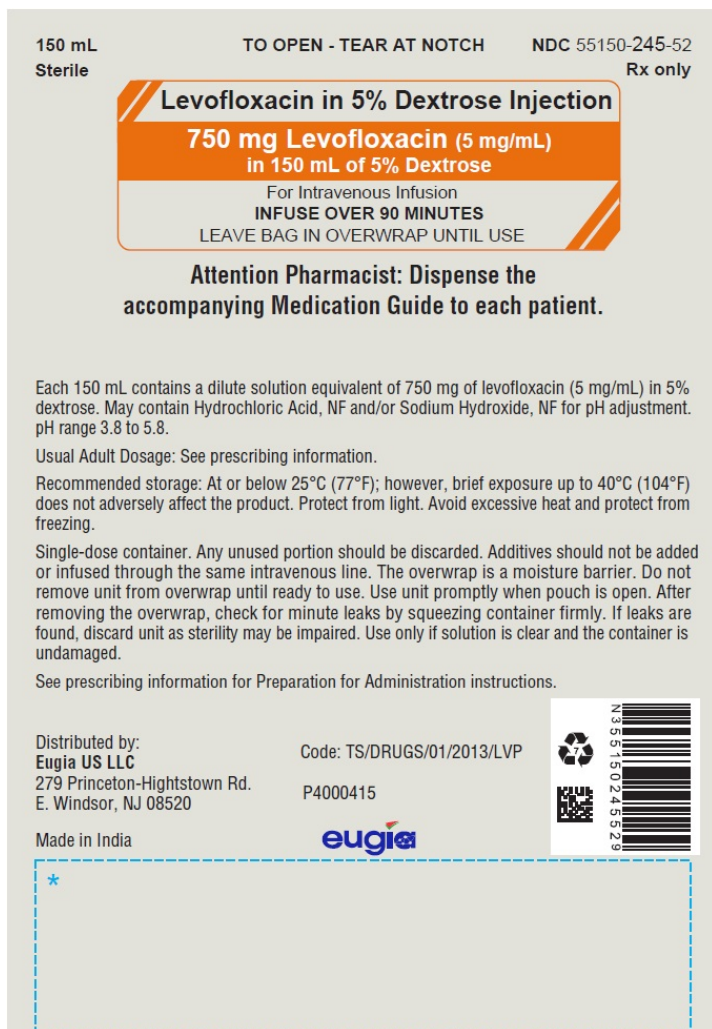 150 mL TO OPEN - TEAR AT NOTCH NDC 55150-245-52
Sterile Rx only
Levofloxacin in 5% Dextrose Injection
750 mg Levofloxacin (5 mg/mL)
in 150 mL of 5% Dextrose
For Intravenous Infusion
INFUSE OVER 90 MINUTES
LEAVE BAG IN OVERWRAP UNTIL USE
Attention Pharmacist: Dispense the
accompanying Medication Guide to each patient.
Each 150 mL contains a dilute solution equivalent of 750 mg of levofloxacin (5 mg/mL) in 5%
dextrose. May contain Hydrochloric Acid, NF and/or Sodium Hydroxide, NF for pH adjustment.
pH range 3.8 to 5.8.
Usual Adult Dosage: See prescribing information.
Recommended storage: At or below 25°C (77°F); however, brief exposure up to 40°C (104°F)
does not adversely affect the product. Protect from light. Avoid excessive heat and protect from
freezing.
Single-dose container. Any unused portion should be discarded. Additives should not be added
or infused through the same intravenous line. The overwrap is a moisture barrier. Do not
remove unit from overwrap until ready to use. Use unit promptly when pouch is open. After
removing the overwrap, check for minute leaks by squeezing container firmly. If leaks are
found, discard unit as sterility may be impaired. Use only if solution is clear and the container is
undamaged.
See prescribing information for Preparation for Administration instructions.
Distributed by:
Eugia US LLC
279 Princeton-Hightstown Rd.
E. Windsor, NJ 08520
Made in India
Code: TS/DRUGS/01/2013/LVP
P4000415
eugia
7
N355150245529
*